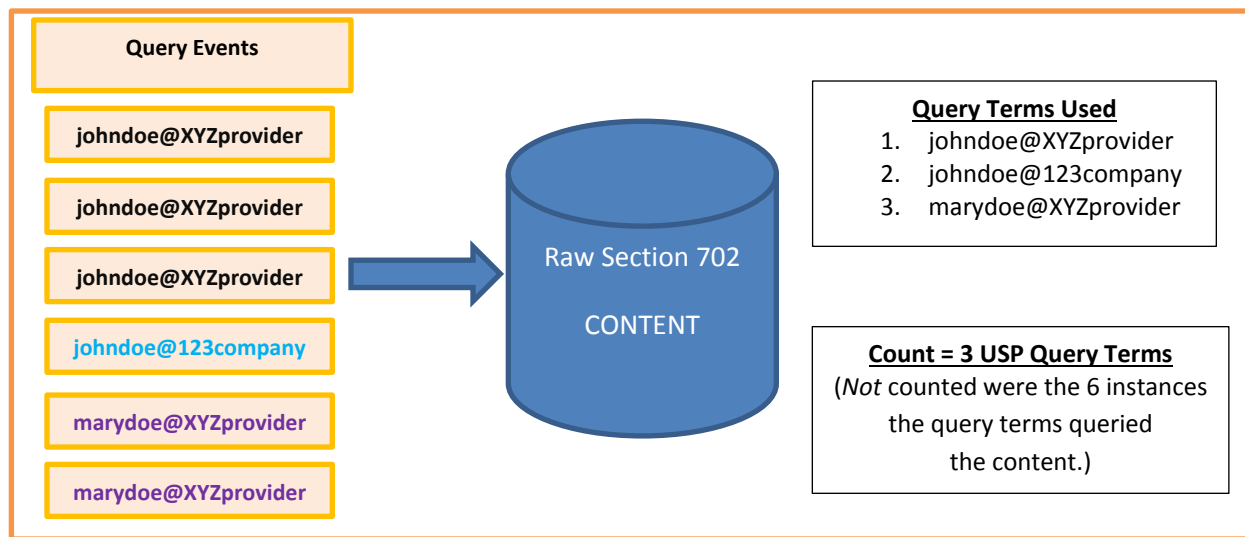 Query Events
johndoe@XYZprovider
johndoe@XYZprovider
johndoe@XYZprovider
johndoe@123company
marydoe@XYZprovider
marydoe@XYZprovider
Raw Section 702
CONTENT
Query Terms Used
1. johndoe@XYZprovider
2. johndoe@123company
3. marydoe@XYZprovider
Count = 3 USP Query Terms
(Not counted were the 6 instances
the query terms queried
the content.)